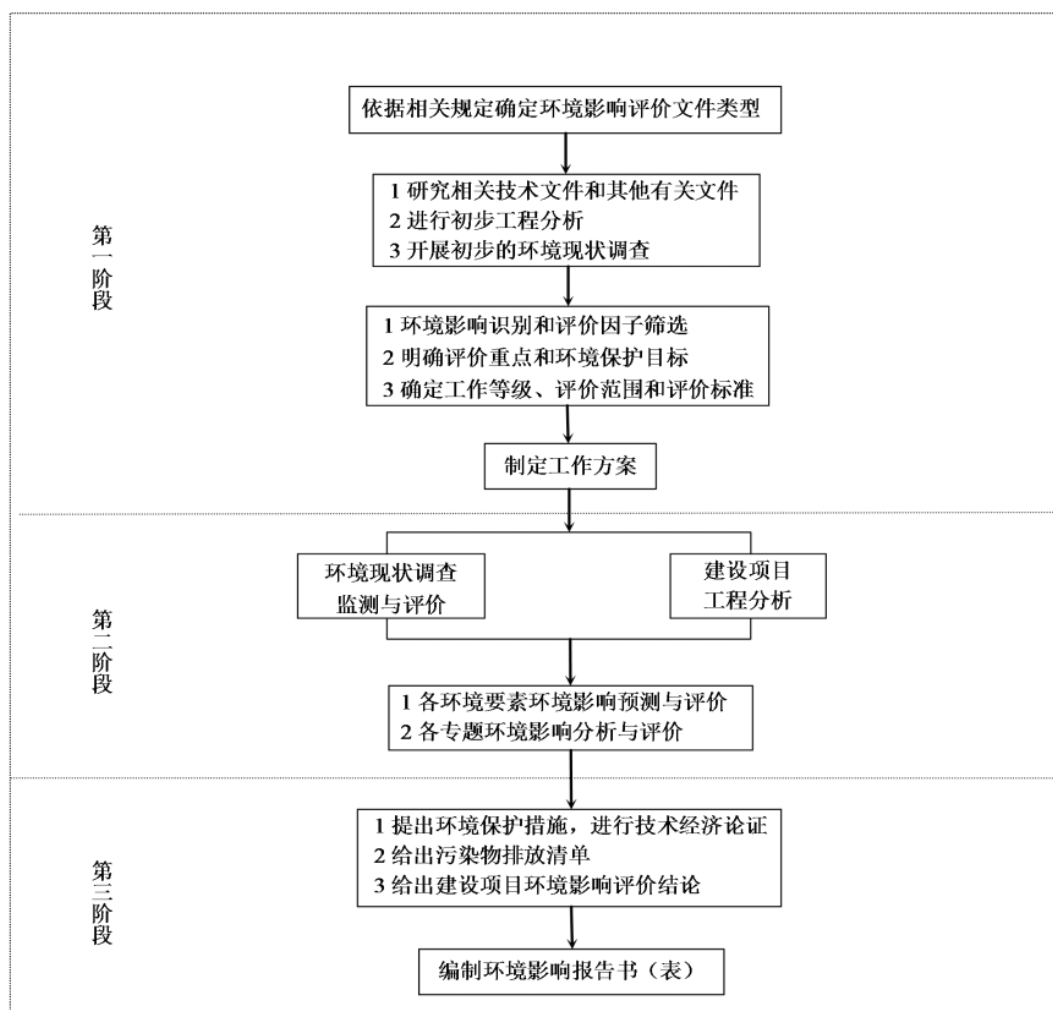 依据相关规定确定环境影响评价文件类型
1 研究相关技术文件和其他有关文件
2 进行初步工程分析
3 开展初步的环境现状调查
第一阶段
1 环境影响识别和评价因子筛选
2 明确评价重点和环境保护目标
3 确定工作等级、评价范围和评价标准
制定工作方案
环境现状调查
监测与评价
建设项目
工程分析
第二阶段
1 各环境要素环境影响预测与评价
2 各专题环境影响分析与评价
1 提出环境保护措施，进行技术经济论证
2 给出污染物排放清单
3 给出建设项目环境影响评价结论
第三阶段
编制环境影响报告书（表）